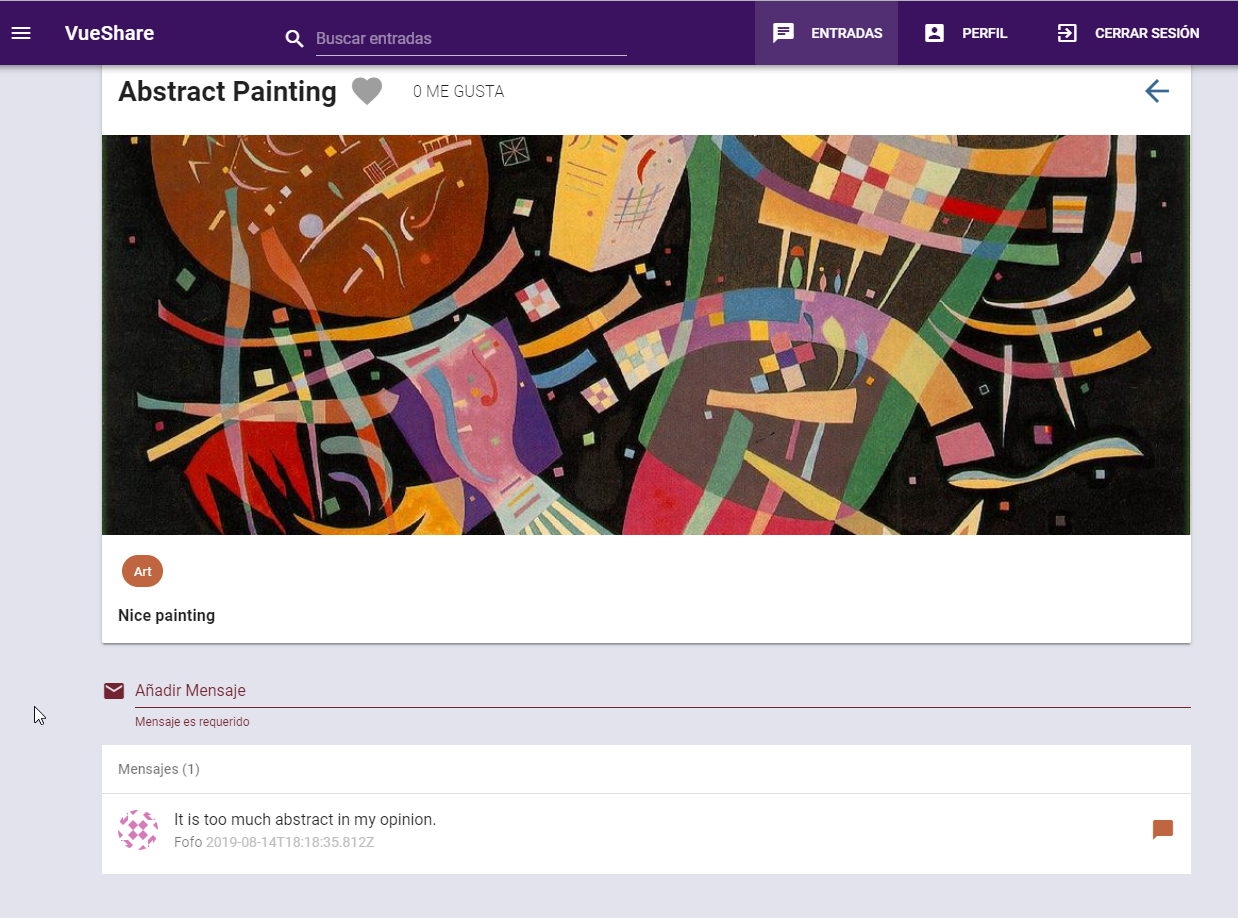 VueShare
Buscar entradas
ENTRADAS
PERFIL
CERRAR SESIÓN
Abstract Painting
0 ME GUSTA
Art
Nice painting
Añadir Mensaje
Mensaje es requerido
Mensajes (1)
It is too much abstract in my opinion.
Fofo 2019-08-14T18:18:35.812Z